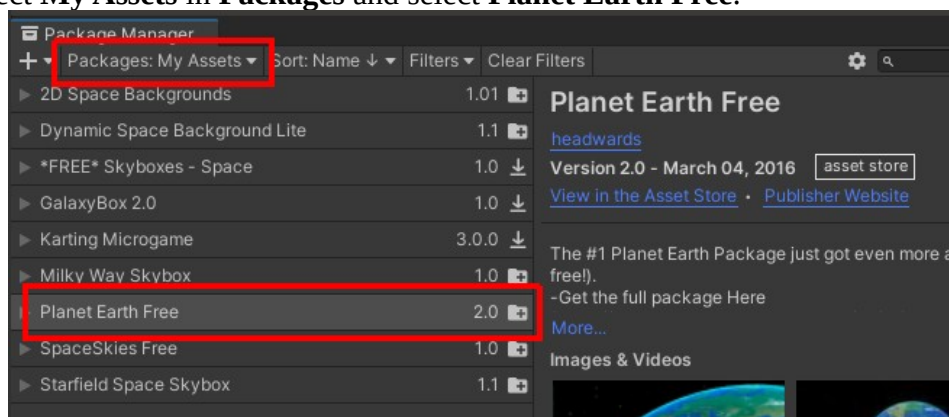 My Assets in Packages and select Planet Earth Free.
Package Manager
Packages: My Assets Sort: Name ↓ Filters Clear Filters
2D Space Backgrounds 1.01
Dynamic Space Background Lite 1.1
*FREE* Skyboxes - Space 1.0
GalaxyBox 2.0 1.0
Karting Microgame 3.0.0
Milky Way Skybox 1.0
Planet Earth Free 2.0
SpaceSkies Free 1.0
Starfield Space Skybox 1.1
Planet Earth Free
headwards
Version 2.0 - March 04, 2016 asset store
View in the Asset Store • Publisher Website
The #1 Planet Earth Package just got even more
free!).
-Get the full package Here
More...
Images & Videos